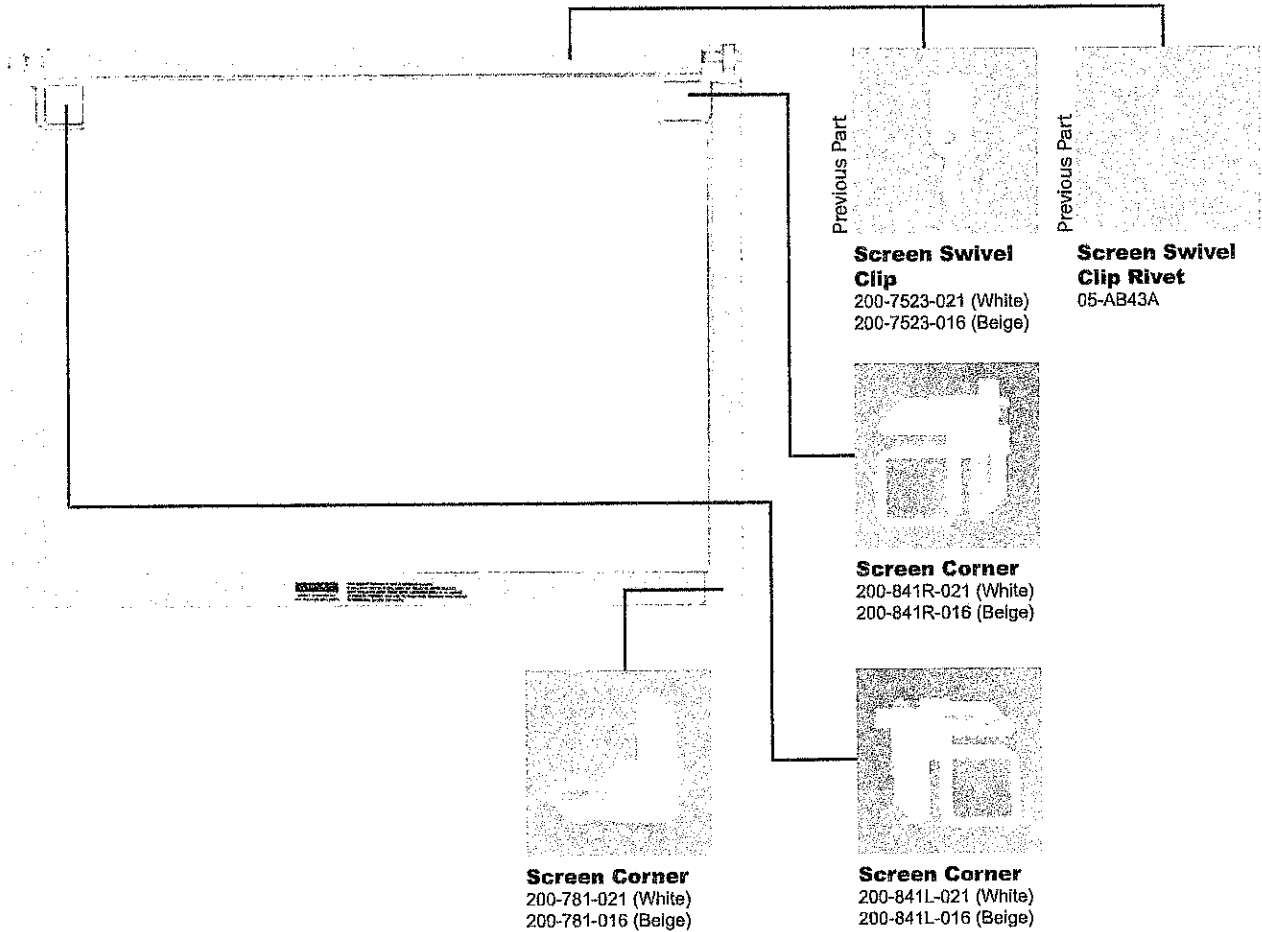 Previous Part
Screen Swivel
Clip
200-7523-021 (White)
200-7523-016 (Beige)
Previous Part
Screen Swivel
Clip Rivet
05-AB43A
Screen Corner
200-841R-021 (White)
200-841R-016 (Beige)
Screen Corner
200-781-021 (White)
200-781-016 (Beige)
Screen Corner
200-841L-021 (White)
200-841L-016 (Beige)